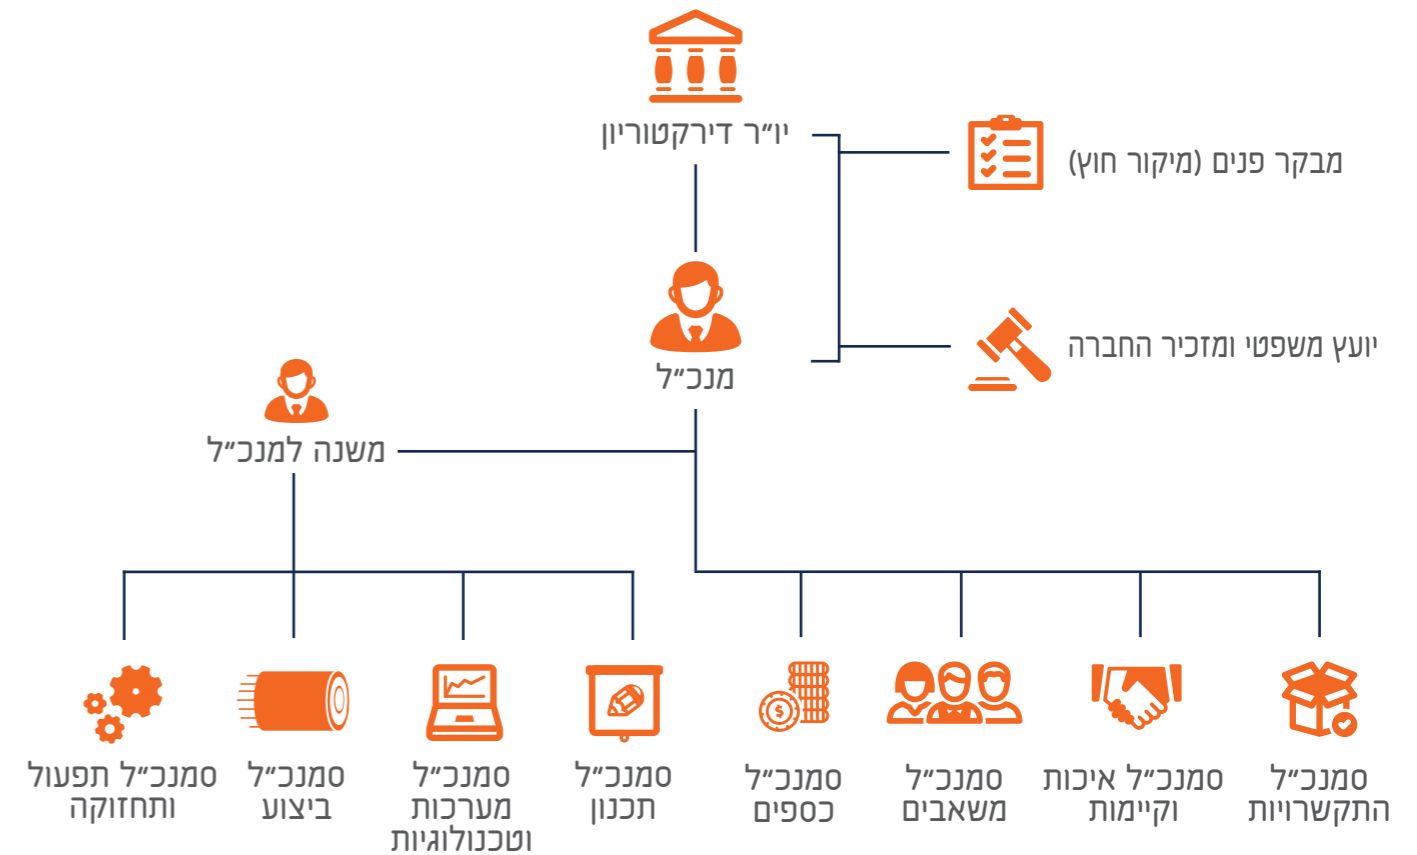 יו״ר דירקטוריון
מבקר פנים (מיקור חוץ)
מנכ״ל
יועץ משפטי ומזכיר החברה
משנה למנכ״ל
סמנכ״ל
התקשרויות
סמנכ״ל איכות
וקיימות
סמנכ״ל
משאבים
סמנכ״ל
כספים
סמנכ״ל
תכנון
סמנכ״ל
מערכות
וטכנולוגיות
סמנכ״ל
ביצוע
סמנכ״ל תפעול
ותחזוקה